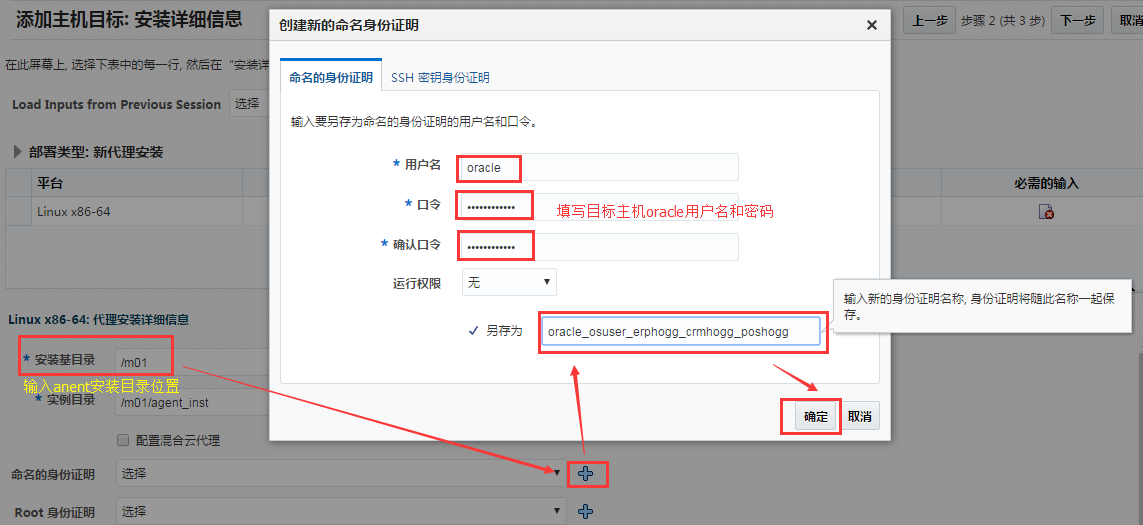 添加主机目标: 安装详细信息
上一步 步骤 2 (共 3 步) 下一步 取消
在此屏幕上, 选择下表中的每一行, 然后在 “安装详
Load Inputs from Previous Session 选择
部署类型: 新代理安装
平台 必需的输入
Linux x86-64
创建新的命名身份证明
命名的身份证明 SSH 密钥身份证明
输入要另存为命名的身份证明的用户名和口令。
* 用户名 oracle
* 口令 ••••••••••••
填写目标主机oracle用户名和密码
* 确认口令 ••••••••••••
运行权限 无
另存为 oracle_osuser_erphogg_crmhogg_poshogg
输入新的身份证明名称, 身份证明将随此名称一起保
存。
确定 取消
Linux x86-64: 代理安装详细信息
* 安装基目录 /m01
输入anent安装目录位置
* 实例目录 /m01/agent_inst
配置混合云代理
命名的身份证明 选择
Root 身份证明 选择